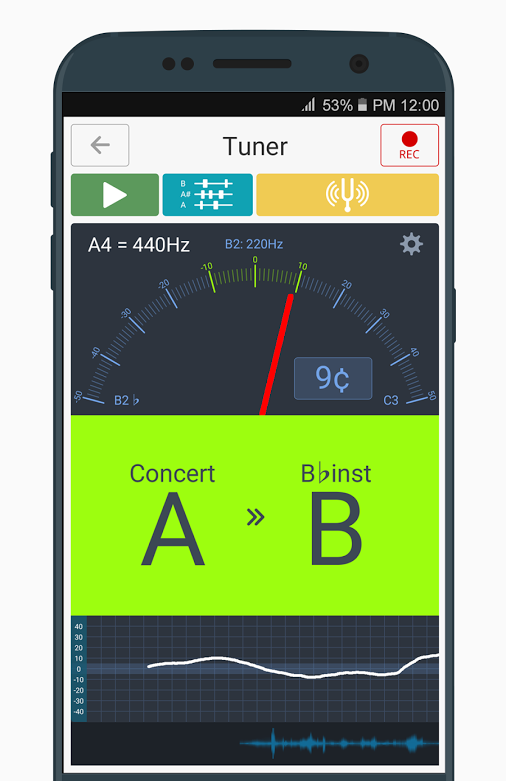 53% PM 12:00
Tuner
REC
B
A#
A
A4 = 440Hz B2: 220Hz
-50 -40 -30 -20 -10 0 10 20 30 40 50
9¢
B2 ♭ C3
Concert B♭inst
A » B
40
30
20
10
0
-10
-20
-30
-40